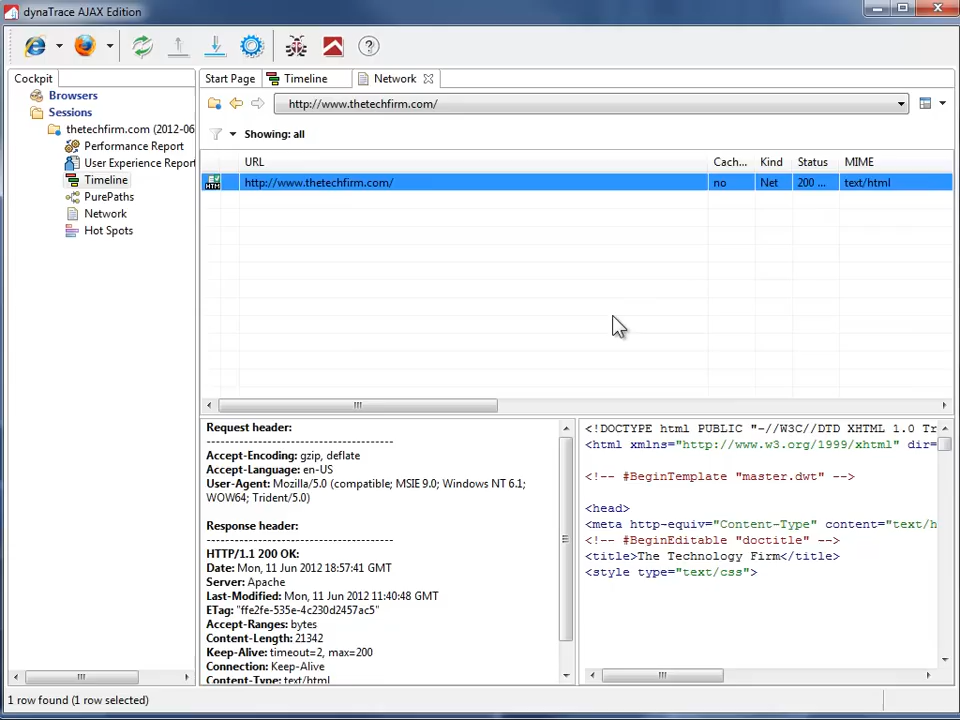 dynaTrace AJAX Edition
Cockpit
Browsers
Sessions
thetechfirm.com (2012-06
Performance Report
User Experience Report
Timeline
PurePaths
Network
Hot Spots
Start Page
Timeline
Network
http://www.thetechfirm.com/
Showing: all
URL Cach... Kind Status MIME
http://www.thetechfirm.com/ no Net 200 ... text/html
Request header:
----------------------------------------
Accept-Encoding: gzip, deflate
Accept-Language: en-US
User-Agent: Mozilla/5.0 (compatible; MSIE 9.0; Windows NT 6.1;
WOW64; Trident/5.0)
Response header:
----------------------------------------
HTTP/1.1 200 OK:
Date: Mon, 11 Jun 2012 18:57:41 GMT
Server: Apache
Last-Modified: Mon, 11 Jun 2012 11:40:48 GMT
ETag: "ffe2fe-535e-4c230d2457ac5"
Accept-Ranges: bytes
Content-Length: 21342
Keep-Alive: timeout=2, max=200
Connection: Keep-Alive
Content-Type: text/html
<!DOCTYPE html PUBLIC "-//W3C//DTD XHTML 1.0 Tr
<html xmlns="http://www.w3.org/1999/xhtml" dir=
<!-- #BeginTemplate "master.dwt" -->
<head>
<meta http-equiv="Content-Type" content="text/h
<!-- #BeginEditable "doctitle" -->
<title>The Technology Firm</title>
<style type="text/css">
1 row found (1 row selected)